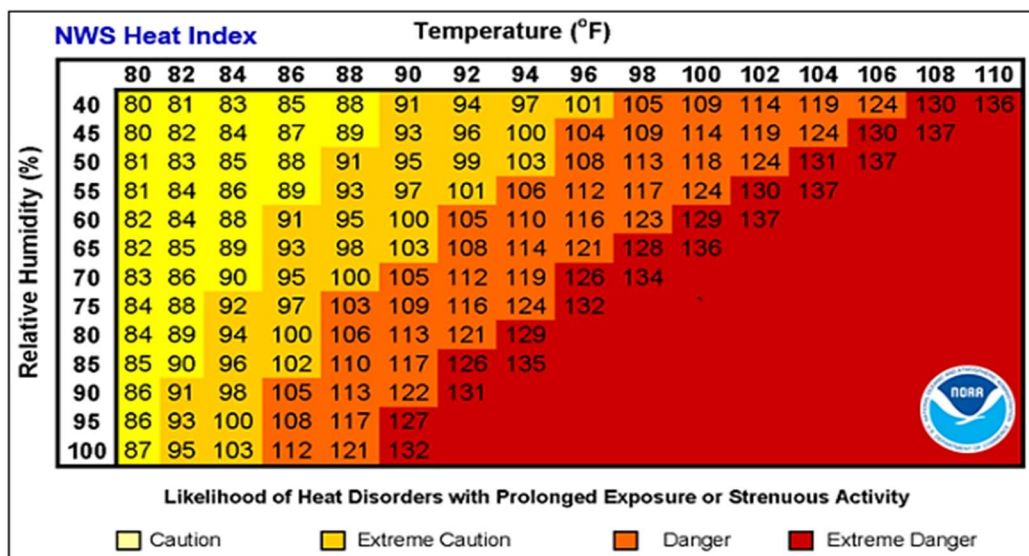 NWS Heat Index Temperature (°F)
80 82 84 86 88 90 92 94 96 98 100 102 104 106 108 110
Relative Humidity (%)
40 80 81 83 85 88 91 94 97 101 105 109 114 119 124 130 136
45 80 82 84 87 89 93 96 100 104 109 114 119 124 130 137
50 81 83 85 88 91 95 99 103 108 113 118 124 131 137
55 81 84 86 89 93 97 101 106 112 117 124 130 137
60 82 84 88 91 95 100 105 110 116 123 129 137
65 82 85 89 93 98 103 108 114 121 128 136
70 83 86 90 95 100 105 112 119 126 134
75 84 88 92 97 103 109 116 124 132
80 84 89 94 100 106 113 121 129
85 85 90 96 102 110 117 126 135
90 86 91 98 105 113 122 131
95 86 93 100 108 117 127
100 87 95 103 112 121 132
NOAA
Likelihood of Heat Disorders with Prolonged Exposure or Strenuous Activity
Caution Extreme Caution Danger Extreme Danger